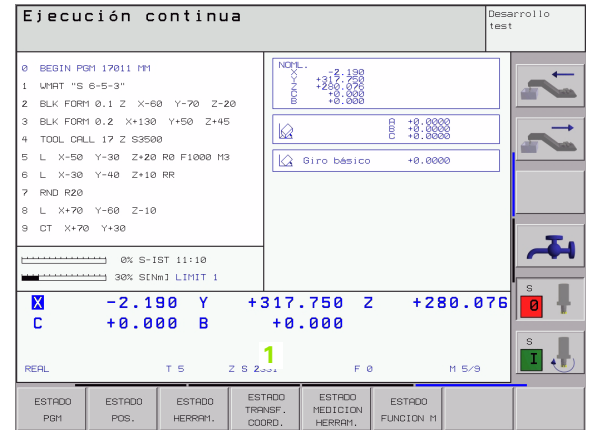 Ejecución continua
Desarrollo
test
0 BEGIN PGM 17011 MM
1 WMAT "S 6-5-3"
2 BLK FORM 0.1 Z X-60 Y-70 Z-20
3 BLK FORM 0.2 X+130 Y+50 Z+45
4 TOOL CALL 17 Z S3500
5 L X-50 Y-30 Z+20 R0 F1000 M3
6 L X-30 Y-40 Z+10 RR
7 RND R20
8 L X+70 Y-60 Z-10
9 CT X+70 Y+30
NOML.
X -2.190
Y +317.750
Z +280.076
C +0.000
B +0.000
A +0.0000
B +0.0000
C +0.0000
Giro básico +0.0000
0% S-IST 11:10
30% S[Nm] LIMIT 1
X -2.190 Y +317.750 Z +280.076
C +0.000 B +0.000
1
REAL T 5 Z S F 0 M 5/9
S
0
S
I
ESTADO
PGM
ESTADO
POS.
ESTADO
HERRAM.
ESTADO
TRANSF.
COORD.
ESTADO
MEDICION
HERRAM.
ESTADO
FUNCION M